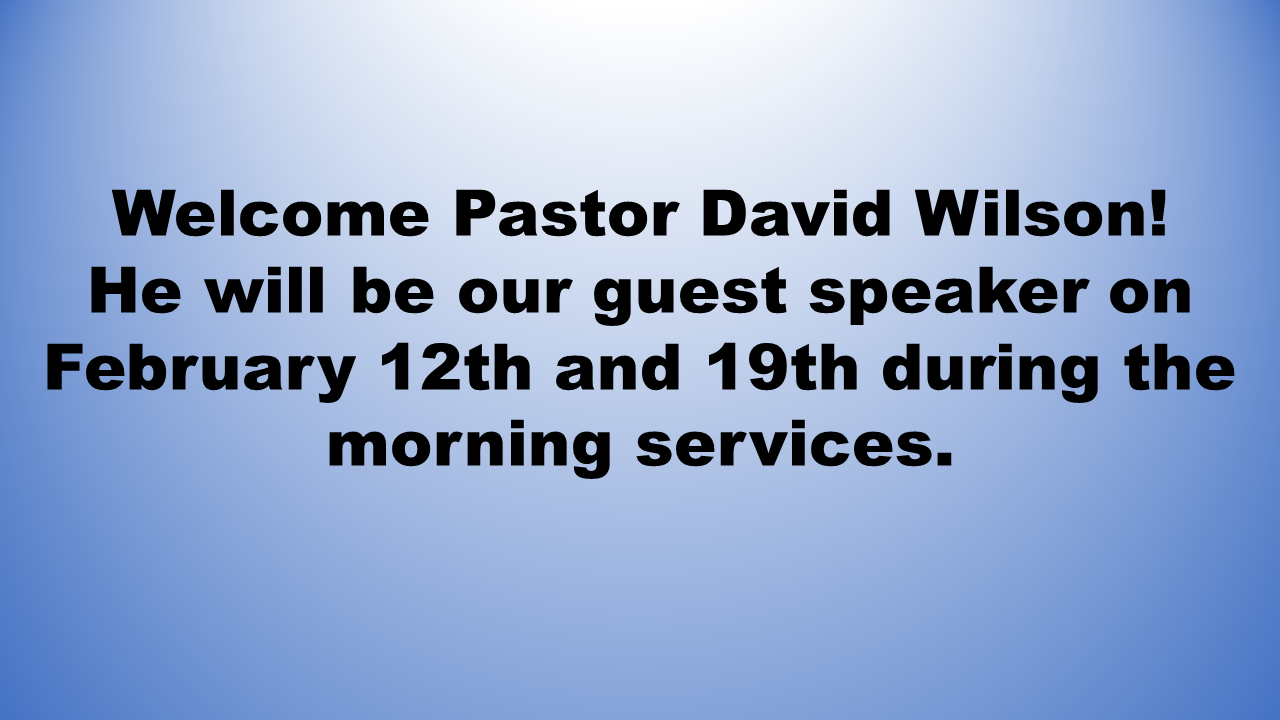 Welcome Pastor David Wilson!
He will be our guest speaker on
February 12th and 19th during the
morning services.